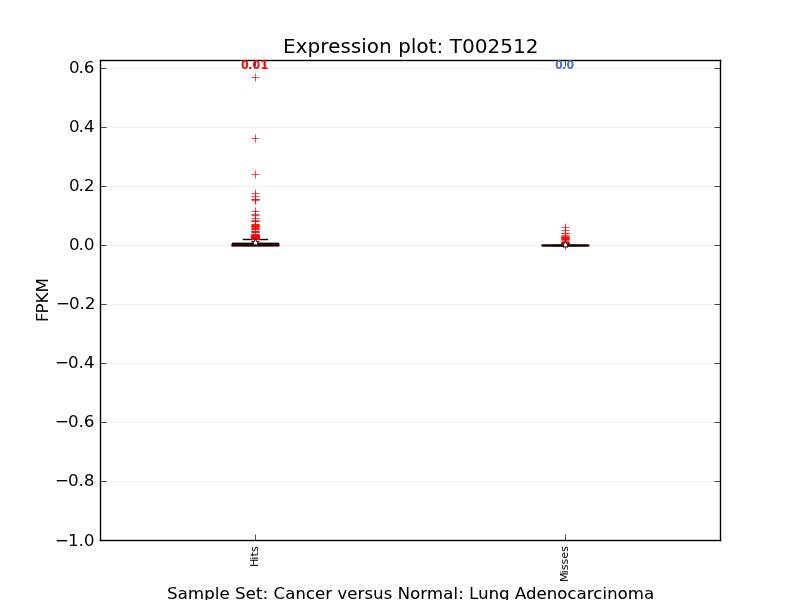 Expression plot: T002512
0.01
0.0
0.6
0.4
0.2
0.0
−0.2
−0.4
−0.6
−0.8
−1.0
FPKM
Hits
Misses
Sample Set: Cancer versus Normal: Lung Adenocarcinoma